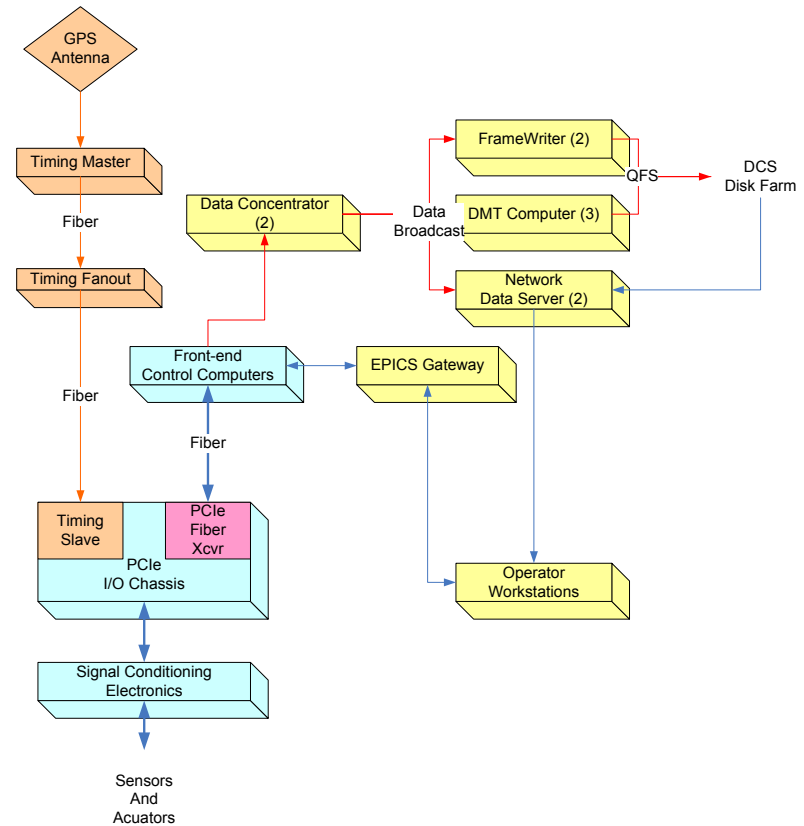 GPS
Antenna
Timing Master
Fiber
Timing Fanout
Fiber
Timing
Slave
PCIe
Fiber
Xcvr
PCIe
I/O Chassis
Signal Conditioning
Electronics
Sensors
And
Acuators
Front-end
Control Computers
Fiber
Data Concentrator
(2)
Data
Broadcast
FrameWriter (2)
DMT Computer (3)
Network
Data Server (2)
QFS
DCS
Disk Farm
EPICS Gateway
Operator
Workstations